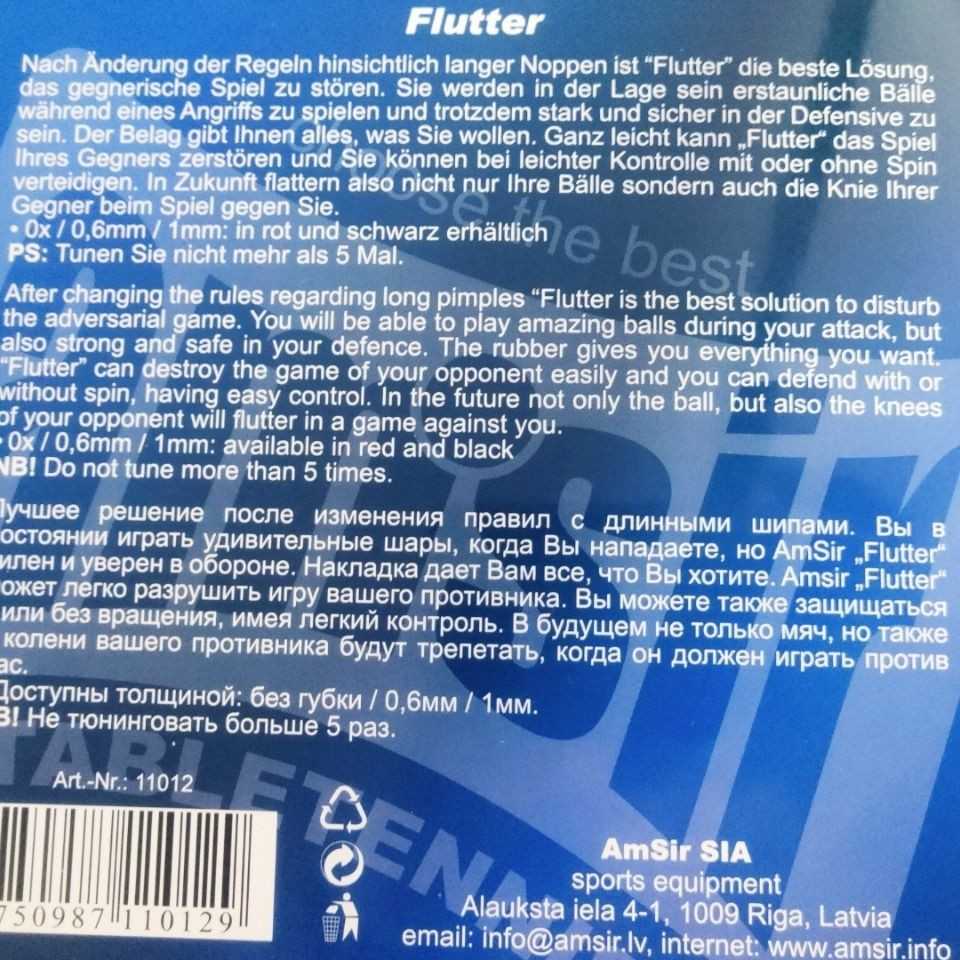 Flutter
Nach Änderung der Regeln hinsichtlich langer Noppen ist “Flutter” die beste Lösung,
das gegnerische Spiel zu stören. Sie werden in der Lage sein erstaunliche Bälle
während eines Angriffs zu spielen und trotzdem stark und sicher in der Defensive zu
sein. Der Belag gibt Ihnen alles, was Sie wollen. Ganz leicht kann „Flutter“ das Spiel
Ihres Gegners zerstören und Sie können bei leichter Kontrolle mit oder ohne Spin
verteidigen. In Zukunft flattern also nicht nur Ihre Bälle sondern auch die Knie Ihrer
Gegner beim Spiel gegen Sie.
• 0x / 0,6mm / 1mm: in rot und schwarz erhältlich
PS: Tunen Sie nicht mehr als 5 Mal.
choose the best
After changing the rules regarding long pimples “Flutter is the best solution to disturb
the adversarial game. You will be able to play amazing balls during your attack, but
also strong and safe in your defence. The rubber gives you everything you want.
“Flutter” can destroy the game of your opponent easily and you can defend with or
without spin, having easy control. In the future not only the ball, but also the knees
of your opponent will flutter in a game against you.
• 0x / 0,6mm / 1mm: available in red and black
NB! Do not tune more than 5 times.
AmSir
лучшее решение после изменения правил с длинными шипами. Вы в
остоянии играть удивительные шары, когда Вы нападаете, но AmSir „Flutter“
илен и уверен в обороне. Накладка дает Вам все, что Вы хотите. Amsir „Flutter“
ожет легко разрушить игру вашего противника. Вы можете также защищаться
или без вращения, имея легкий контроль. В будущем не только мяч, но также
колени вашего противника будут трепетать, когда он должен играть против
ас.
Доступны толщиной: без губки / 0,6мм / 1мм.
B! Не тюнинговать больше 5 раз.
TABLETENNI
Art.-Nr.: 11012
750987 110129
AmSir SIA
sports equipment
Alauksta iela 4-1, 1009 Riga, Latvia
email: info@amsir.lv, internet: www.amsir.info